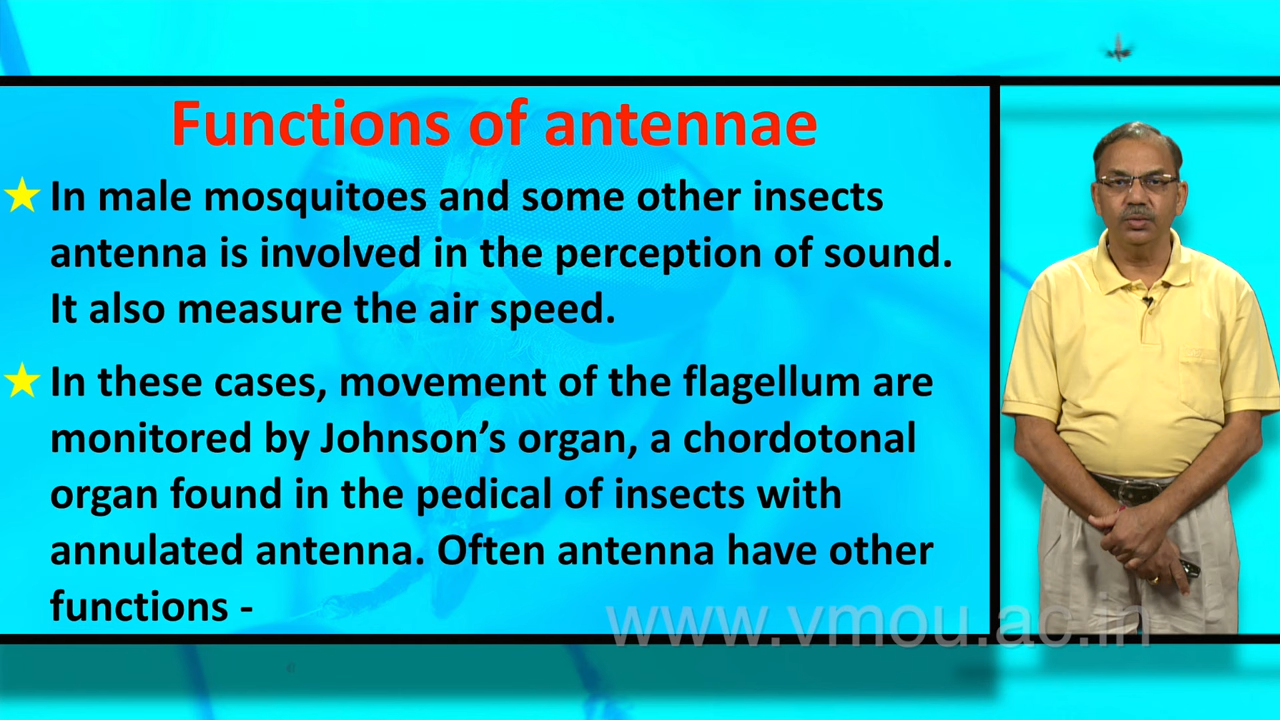 Functions of antennae
In male mosquitoes and some other insects
antenna is involved in the perception of sound.
It also measure the air speed.
In these cases, movement of the flagellum are
monitored by Johnson’s organ, a chordotonal
organ found in the pedical of insects with
annulated antenna. Often antenna have other
functions -
www.vmou.ac.in